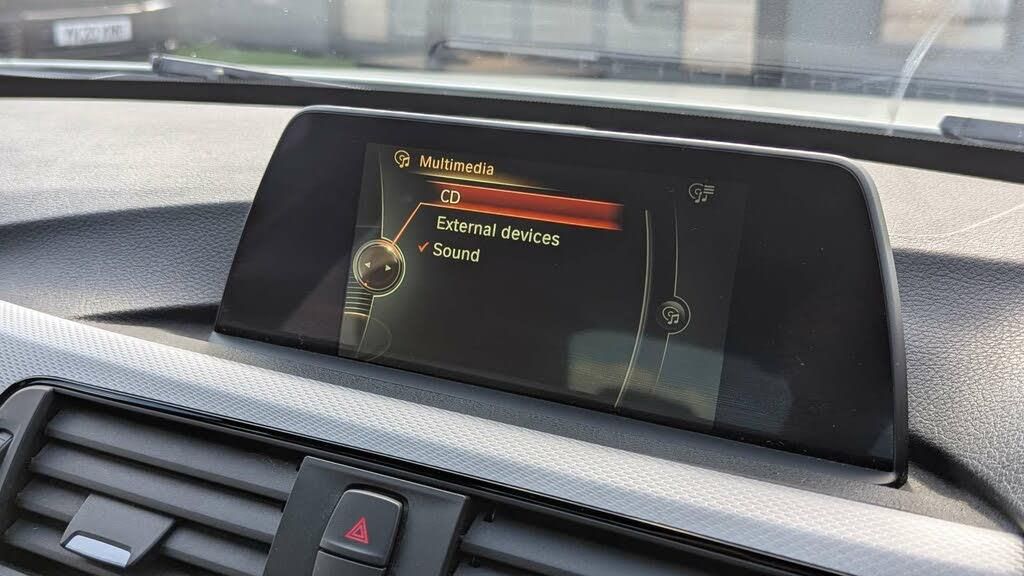 Multimedia
CD
External devices
Sound